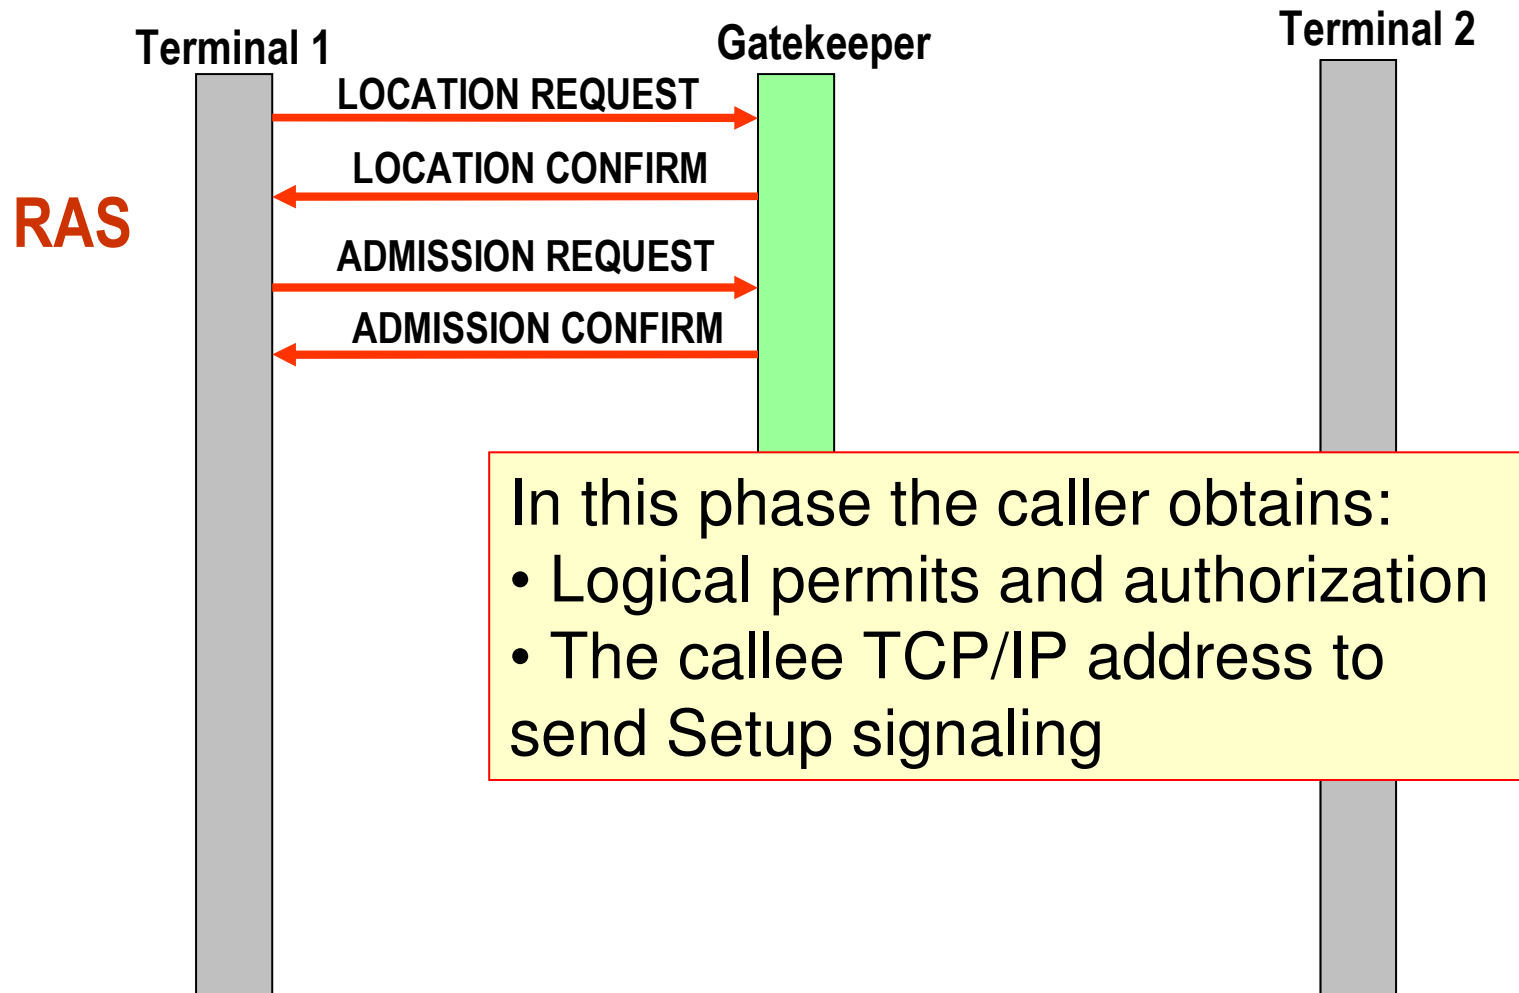 Terminal 1
Gatekeeper
Terminal 2
LOCATION REQUEST
LOCATION CONFIRM
RAS
ADMISSION REQUEST
ADMISSION CONFIRM
In this phase the caller obtains:
• Logical permits and authorization
• The callee TCP/IP address to
send Setup signaling